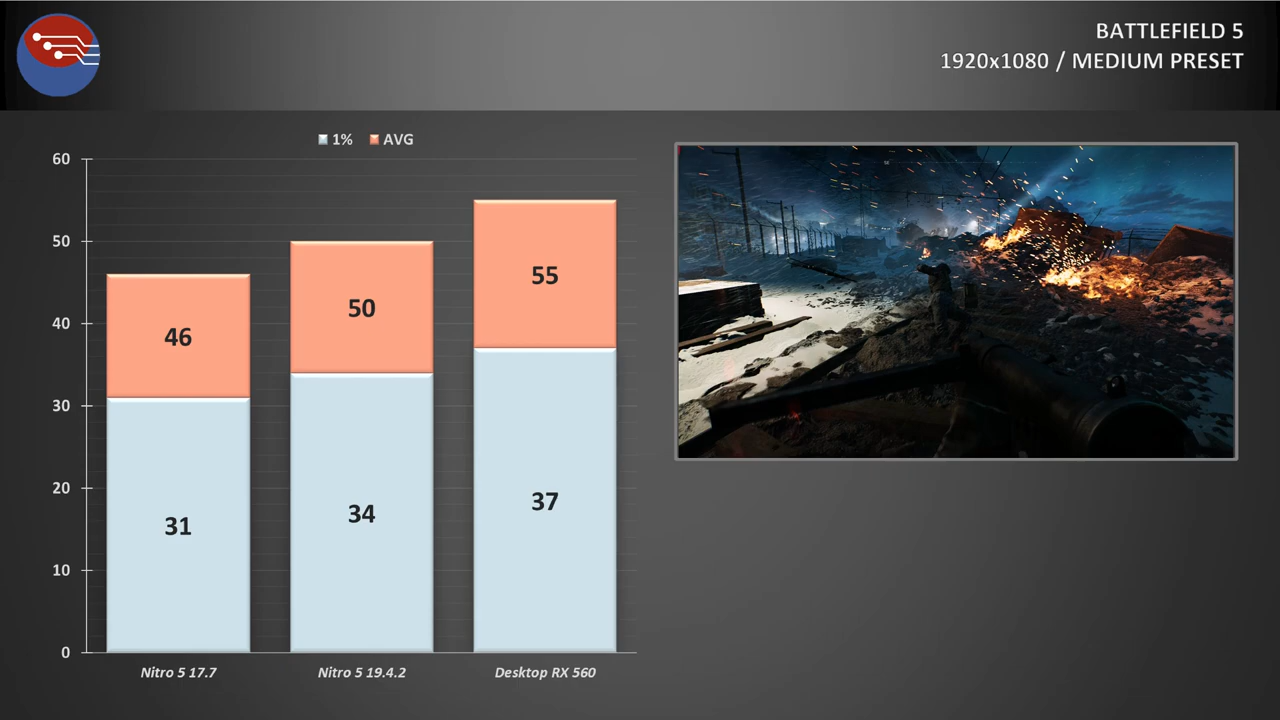 BATTLEFIELD 5
1920x1080 / MEDIUM PRESET
1% AVG
60
50
40
30
20
10
0
46
50
55
31
34
37
Nitro 5 17.7
Nitro 5 19.4.2
Desktop RX 560